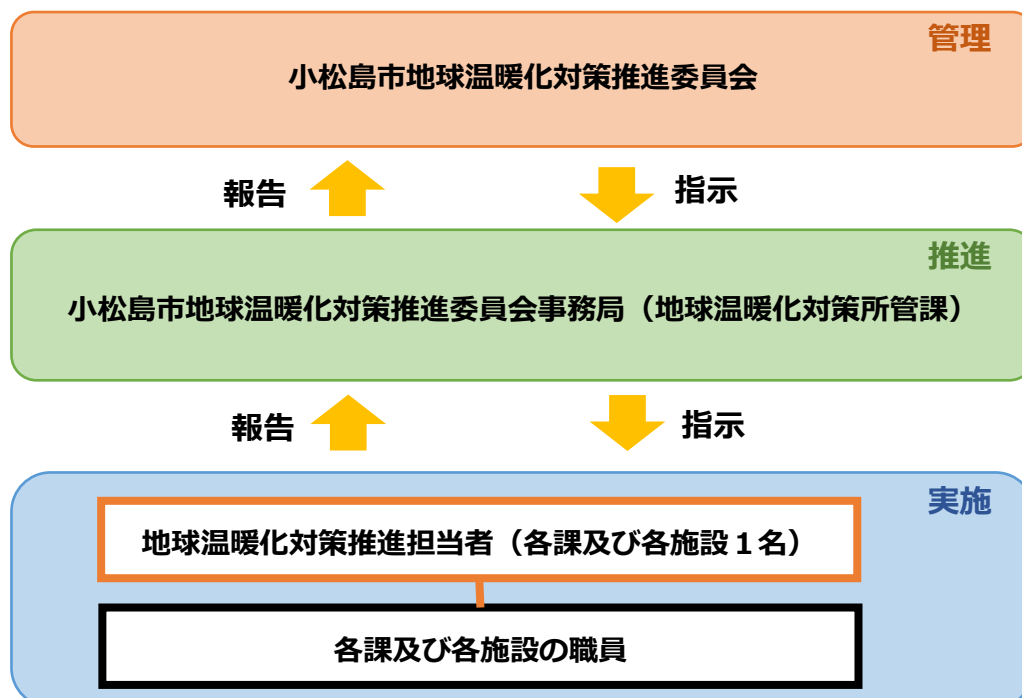 管理
小松島市地球温暖化対策推進委員会
報告
指示
推進
小松島市地球温暖化対策推進委員会事務局（地球温暖化対策所管課）
報告
指示
実施
地球温暖化対策推進担当者（各課及び各施設１名）
各課及び各施設の職員